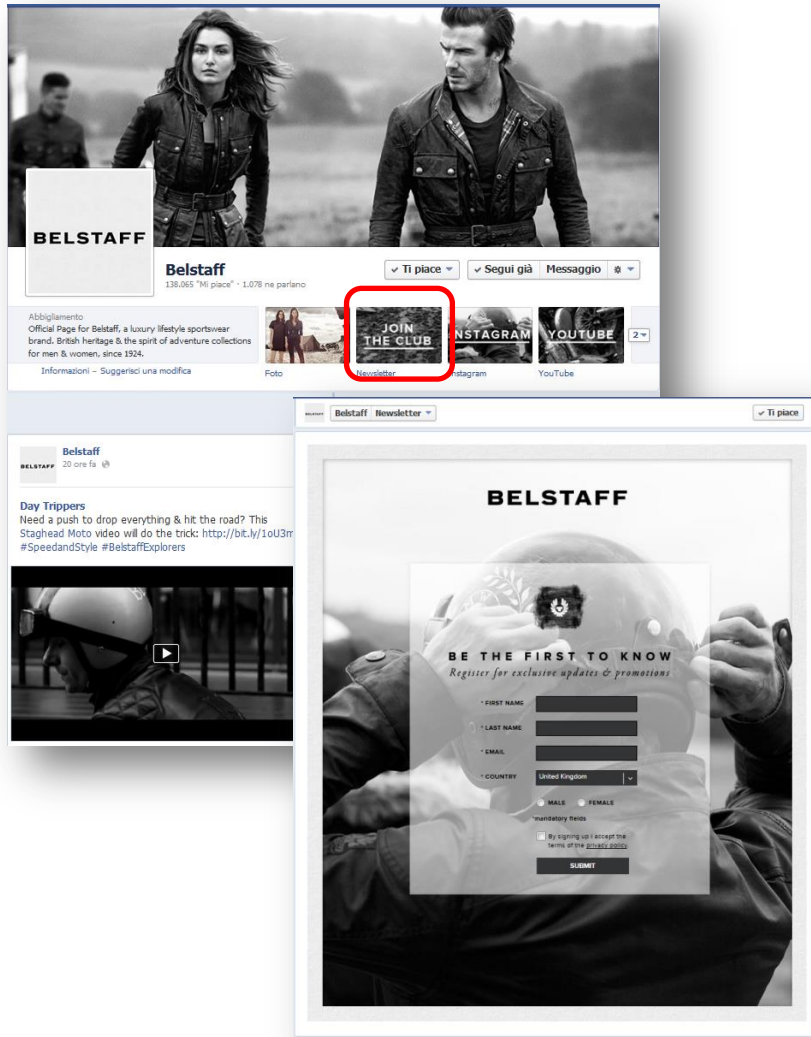 BELSTAFF
Belstaff
138.065 "Mi piace" · 1.078 ne parlano
Ti piace
Segui già
Messaggio
Abbigliamento
Official Page for Belstaff, a luxury lifestyle sportswear
brand. British heritage & the spirit of adventure collections
for men & women, since 1924.
Informazioni – Suggerisci una modifica
Foto
JOIN
THE CLUB
Newsletter
INSTAGRAM
Instagram
YOUTUBE
YouTube
2
BELSTAFF
Belstaff
20 ore fa
Day Trippers
Need a push to drop everything & hit the road? This
Staghead Moto video will do the trick: http://bit.ly/1oU3m
#SpeedandStyle #BelstaffExplorers
BELSTAFF
Belstaff Newsletter
Ti piace
BELSTAFF
BE THE FIRST TO KNOW
Register for exclusive updates & promotions
* FIRST NAME
* LAST NAME
* EMAIL
* COUNTRY
United Kingdom
MALE
FEMALE
*mandatory fields
By signing up I accept the
terms of the privacy policy
SUBMIT